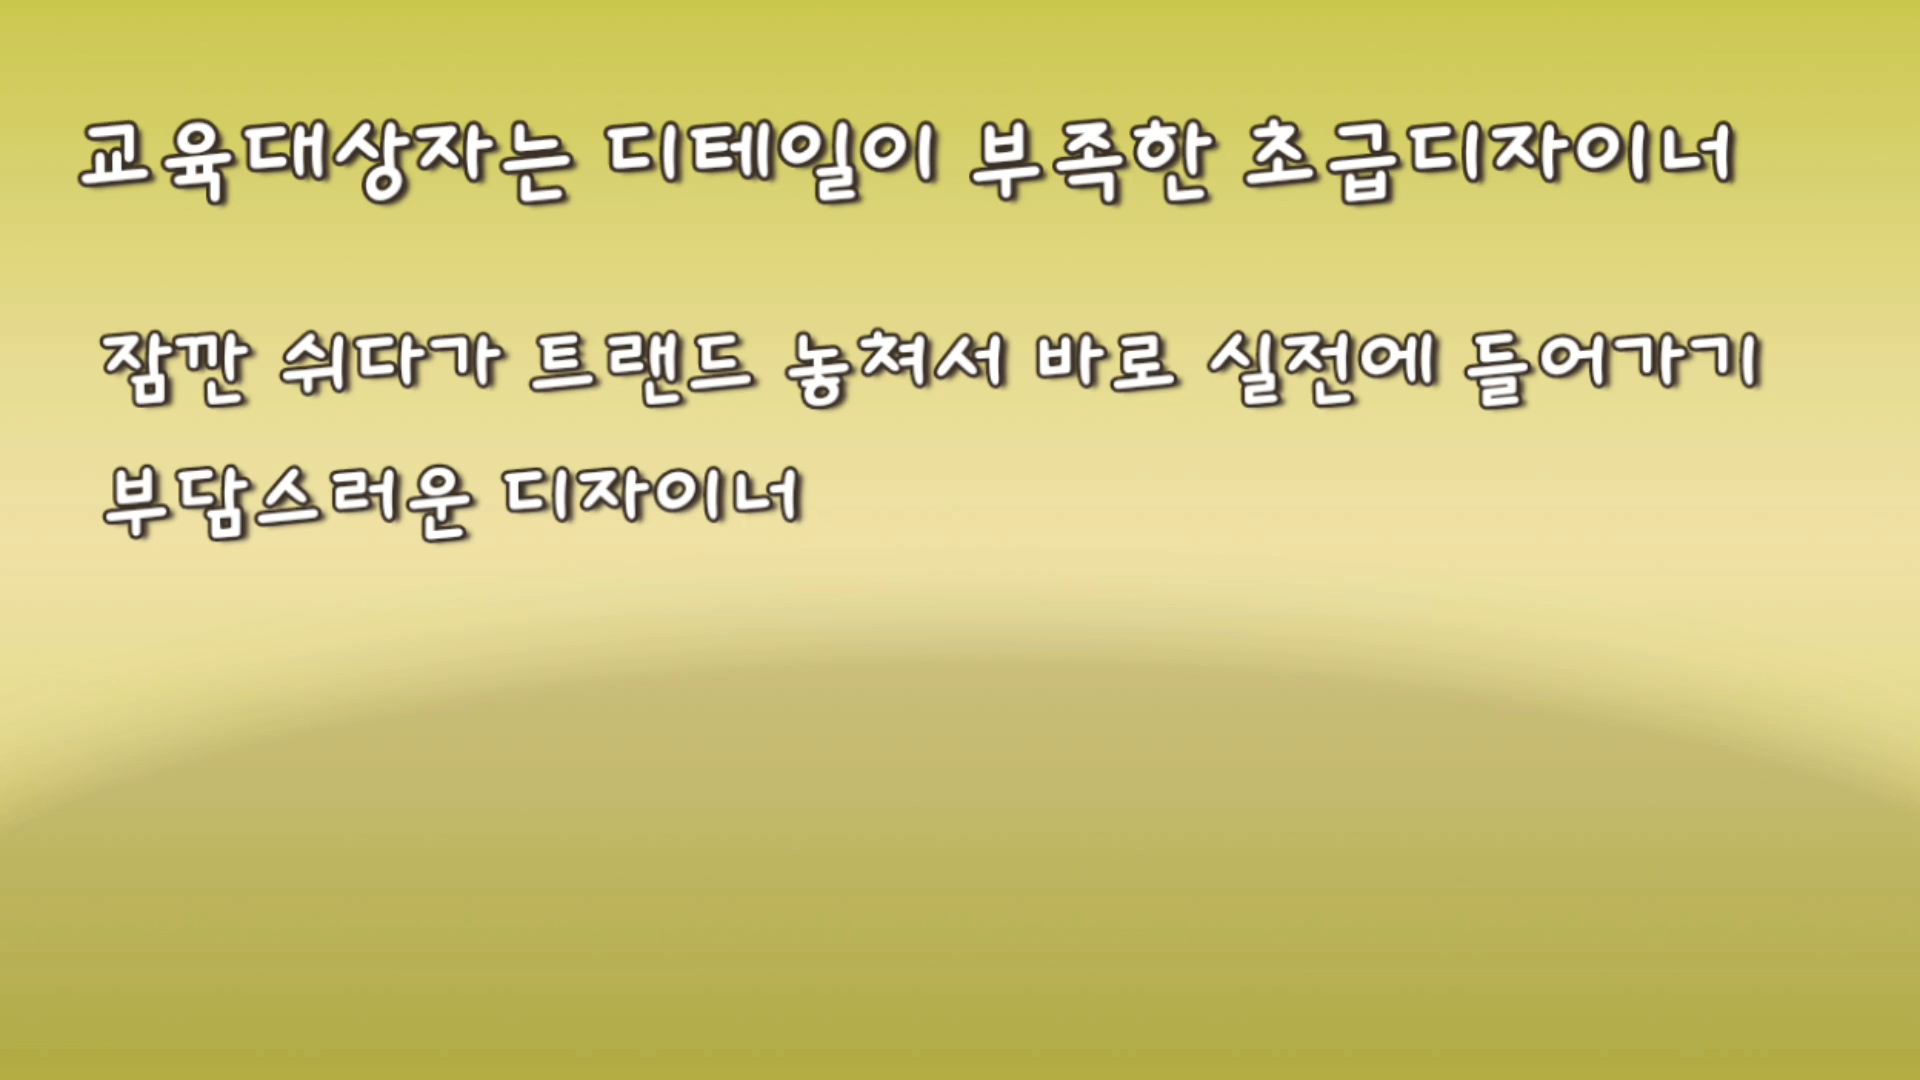 교육대상자는 디테일이 부족한 초급디자이너
잠깐 쉬다가 트랜드 놓쳐서 바로 실전에 들어가기
부담스러운 디자이너